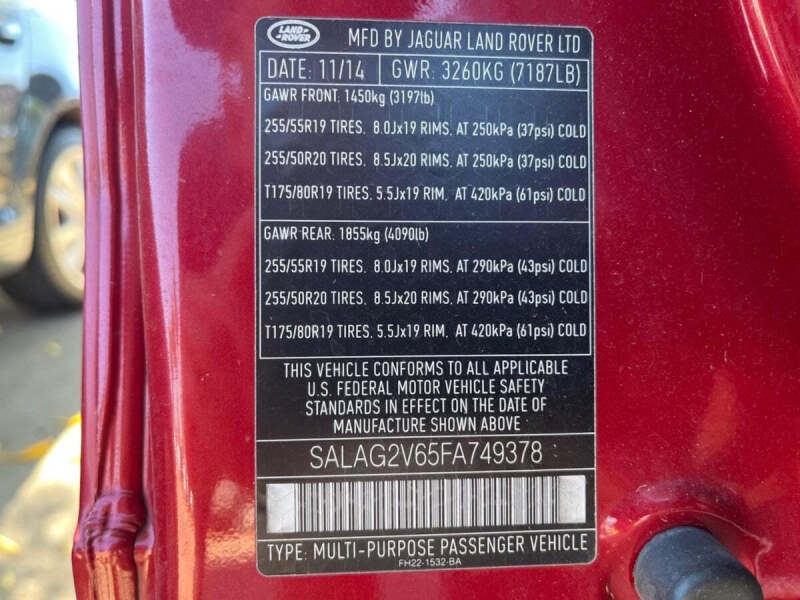 LAND ROVER MFD BY JAGUAR LAND ROVER LTD
DATE: 11/14 GWR: 3260KG (7187LB)
GAWR FRONT: 1450kg (3197lb)
255/55R19 TIRES. 8.0Jx19 RIMS. AT 250kPa (37psi) COLD
255/50R20 TIRES. 8.5Jx20 RIMS. AT 250kPa (37psi) COLD
T175/80R19 TIRES. 5.5Jx19 RIM. AT 420kPa (61psi) COLD
GAWR REAR: 1855kg (4090lb)
255/55R19 TIRES. 8.0Jx19 RIMS. AT 290kPa (43psi) COLD
255/50R20 TIRES. 8.5Jx20 RIMS. AT 290kPa (43psi) COLD
T175/80R19 TIRES. 5.5Jx19 RIM. AT 420kPa (61psi) COLD
THIS VEHICLE CONFORMS TO ALL APPLICABLE
U.S. FEDERAL MOTOR VEHICLE SAFETY
STANDARDS IN EFFECT ON THE DATE OF
MANUFACTURE SHOWN ABOVE
SALAG2V65FA749378
TYPE: MULTI-PURPOSE PASSENGER VEHICLE
FH22-1532-BA